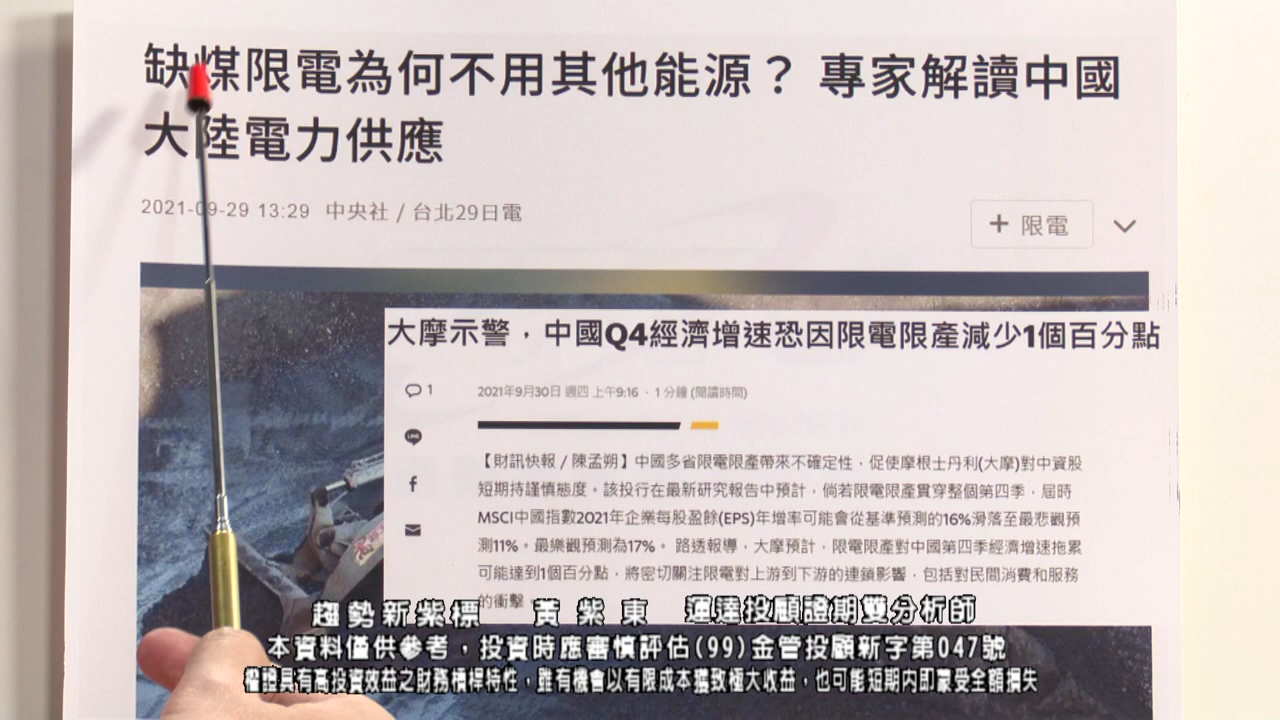 缺煤限電為何不用其他能源？ 專家解讀中國
大陸電力供應
2021-09-29 13:29 中央社 / 台北29日電
+ 限電
大摩示警，中國Q4經濟增速恐因限電限產減少1個百分點
1
2021年9月30日 週四 上午9:16 · 1 分鐘 (閱讀時間)
LINE
【財訊快報／陳孟朔】中國多省限電限產帶來不確定性，促使摩根士丹利(大摩)對中資股
短期持謹慎態度。該投行在最新研究報告中預計，倘若限電限產貫穿整個第四季，屆時
MSCI中國指數2021年企業每股盈餘(EPS)年增率可能會從基準預測的16%滑落至最悲觀預
測11%。最樂觀預測為17%。 路透報導，大摩預計，限電限產對中國第四季經濟增速拖累
可能達到1個百分點，將密切關注限電對上游到下游的連鎖影響，包括對民間消費和服務
的衝擊。
趨勢新紫標 黃紫東 運達投顧證期雙分析師
本資料僅供參考，投資時應審慎評估(99)金管投顧新字第047號
權證具有高投資效益之財務槓桿特性，雖有機會以有限成本獲致極大收益，也可能短期內即蒙受全額損失